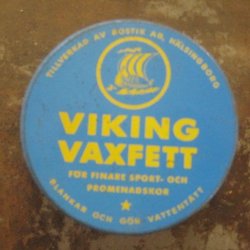 TILLVERKAD AV ROSTIK AB, HÄLSINGBORG
VIKING
VAXFETT
FÖR FINARE SPORT- OCH
PROMENADSKOR
BLANKAR OCH GÖR VATTENTÄTT